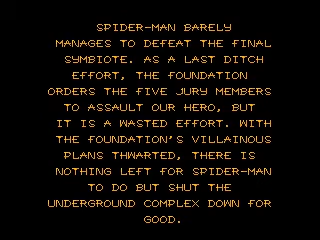 SPIDER-MAN BARELY
MANAGES TO DEFEAT THE FINAL
SYMBIOTE. AS A LAST DITCH
EFFORT, THE FOUNDATION
ORDERS THE FIVE JURY MEMBERS
TO ASSAULT OUR HERO, BUT
IT IS A WASTED EFFORT. WITH
THE FOUNDATION'S VILLAINOUS
PLANS THWARTED, THERE IS
NOTHING LEFT FOR SPIDER-MAN
TO DO BUT SHUT THE
UNDERGROUND COMPLEX DOWN FOR
GOOD.